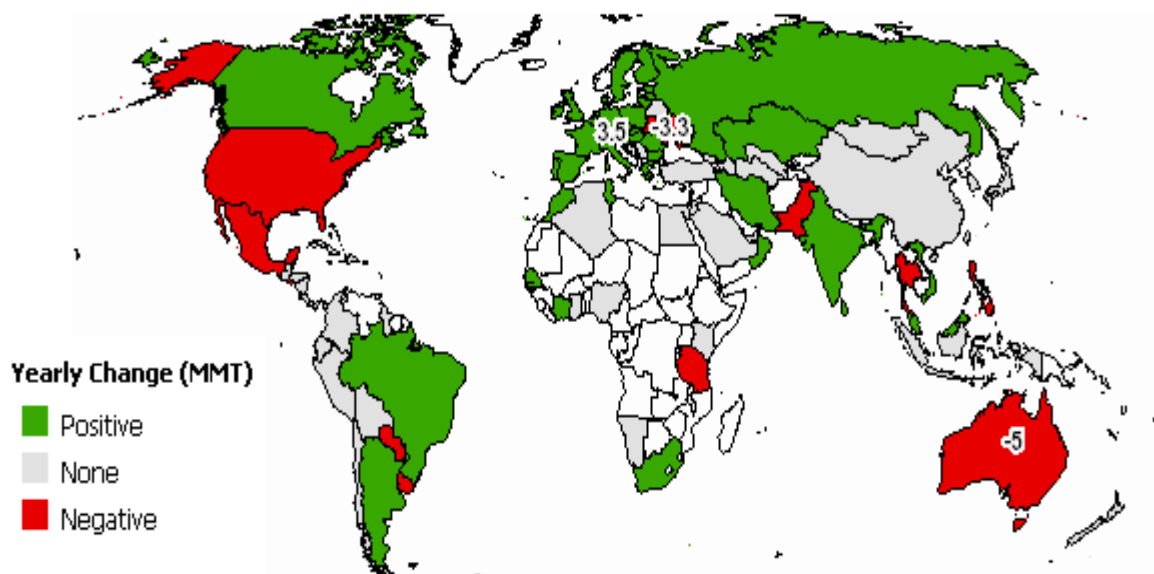 3.5
-3.3
-5
Yearly Change (MMT)
Positive
None
Negative